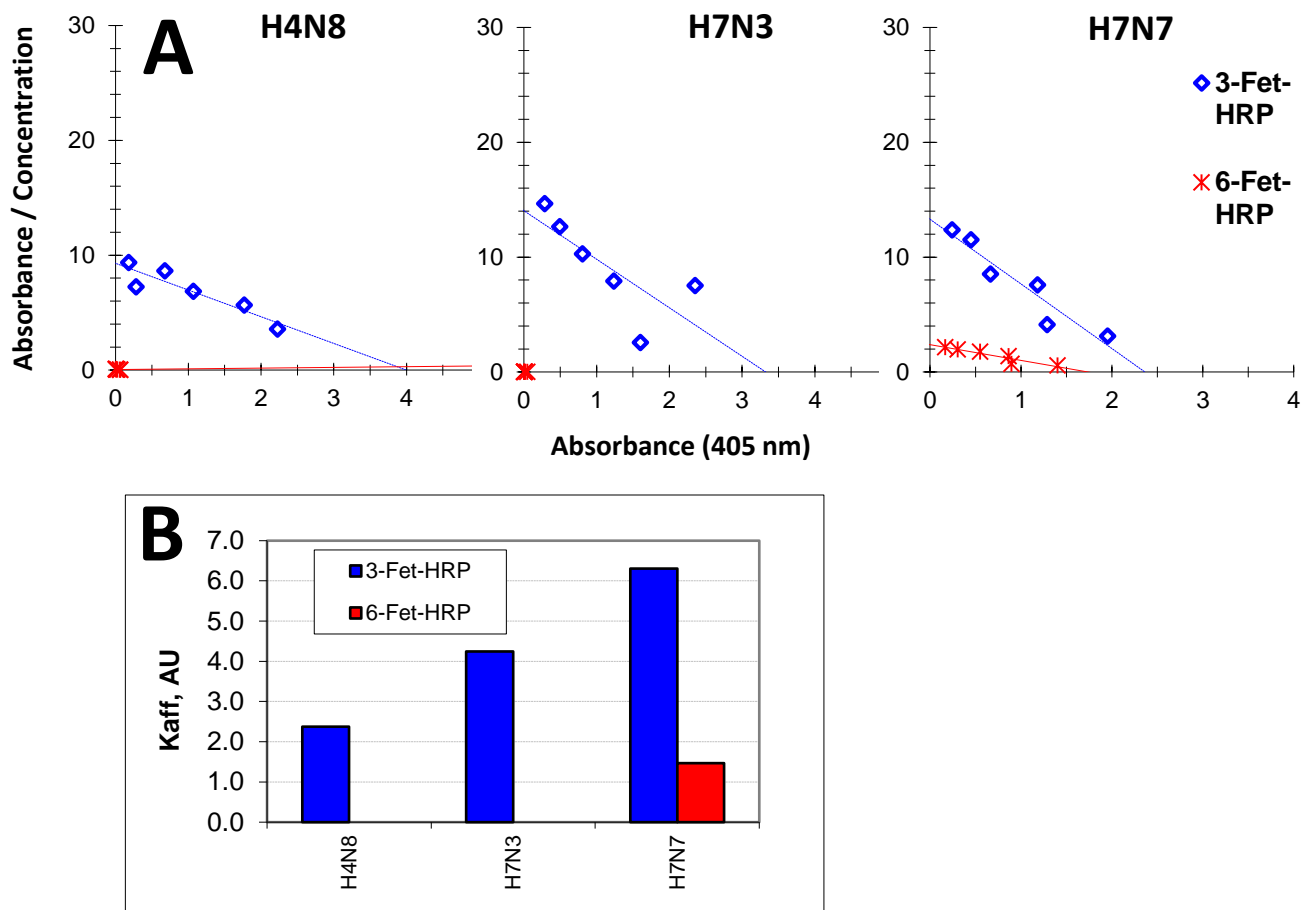 A
H4N8
H7N3
H7N7
Absorbance / Concentration
30
20
10
0
0 1 2 3 4
30
20
10
0
0 1 2 3 4
30
20
10
0
0 1 2 3 4
3-Fet-
HRP
6-Fet-
HRP
Absorbance (405 nm)
B
Kaff, AU
7.0
6.0
5.0
4.0
3.0
2.0
1.0
0.0
3-Fet-HRP
6-Fet-HRP
H4N8
H7N3
H7N7